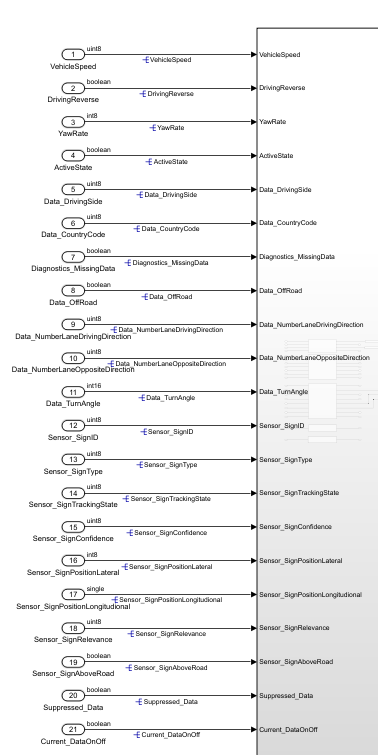 1 uint8 VehicleSpeed VehicleSpeed
VehicleSpeed
2 boolean DrivingReverse DrivingReverse
DrivingReverse
3 int8 YawRate YawRate
YawRate
4 boolean ActiveState ActiveState
ActiveState
5 uint8 Data_DrivingSide Data_DrivingSide
Data_DrivingSide
6 uint8 Data_CountryCode Data_CountryCode
Data_CountryCode
7 boolean Diagnostics_MissingData Diagnostics_MissingData
Diagnostics_MissingData
8 boolean Data_OffRoad Data_OffRoad
Data_OffRoad
9 uint8 Data_NumberLaneDrivingDirection Data_NumberLaneDrivingDirection
Data_NumberLaneDrivingDirection
10 uint8 Data_NumberLaneOppositeDirection Data_NumberLaneOppositeDirection
Data_NumberLaneOppositeDirection
11 int16 Data_TurnAngle Data_TurnAngle
Data_TurnAngle
12 uint8 Sensor_SignID Sensor_SignID
Sensor_SignID
13 uint8 Sensor_SignType Sensor_SignType
Sensor_SignType
14 uint8 Sensor_SignTrackingState Sensor_SignTrackingState
Sensor_SignTrackingState
15 uint8 Sensor_SignConfidence Sensor_SignConfidence
Sensor_SignConfidence
16 int8 Sensor_SignPositionLateral Sensor_SignPositionLateral
Sensor_SignPositionLateral
17 single Sensor_SignPositionLongitudional Sensor_SignPositionLongitudional
Sensor_SignPositionLongitudional
18 uint8 Sensor_SignRelevance Sensor_SignRelevance
Sensor_SignRelevance
19 boolean Sensor_SignAboveRoad Sensor_SignAboveRoad
Sensor_SignAboveRoad
20 boolean Suppressed_Data Suppressed_Data
Suppressed_Data
21 boolean Current_DataOnOff Current_DataOnOff
Current_DataOnOff